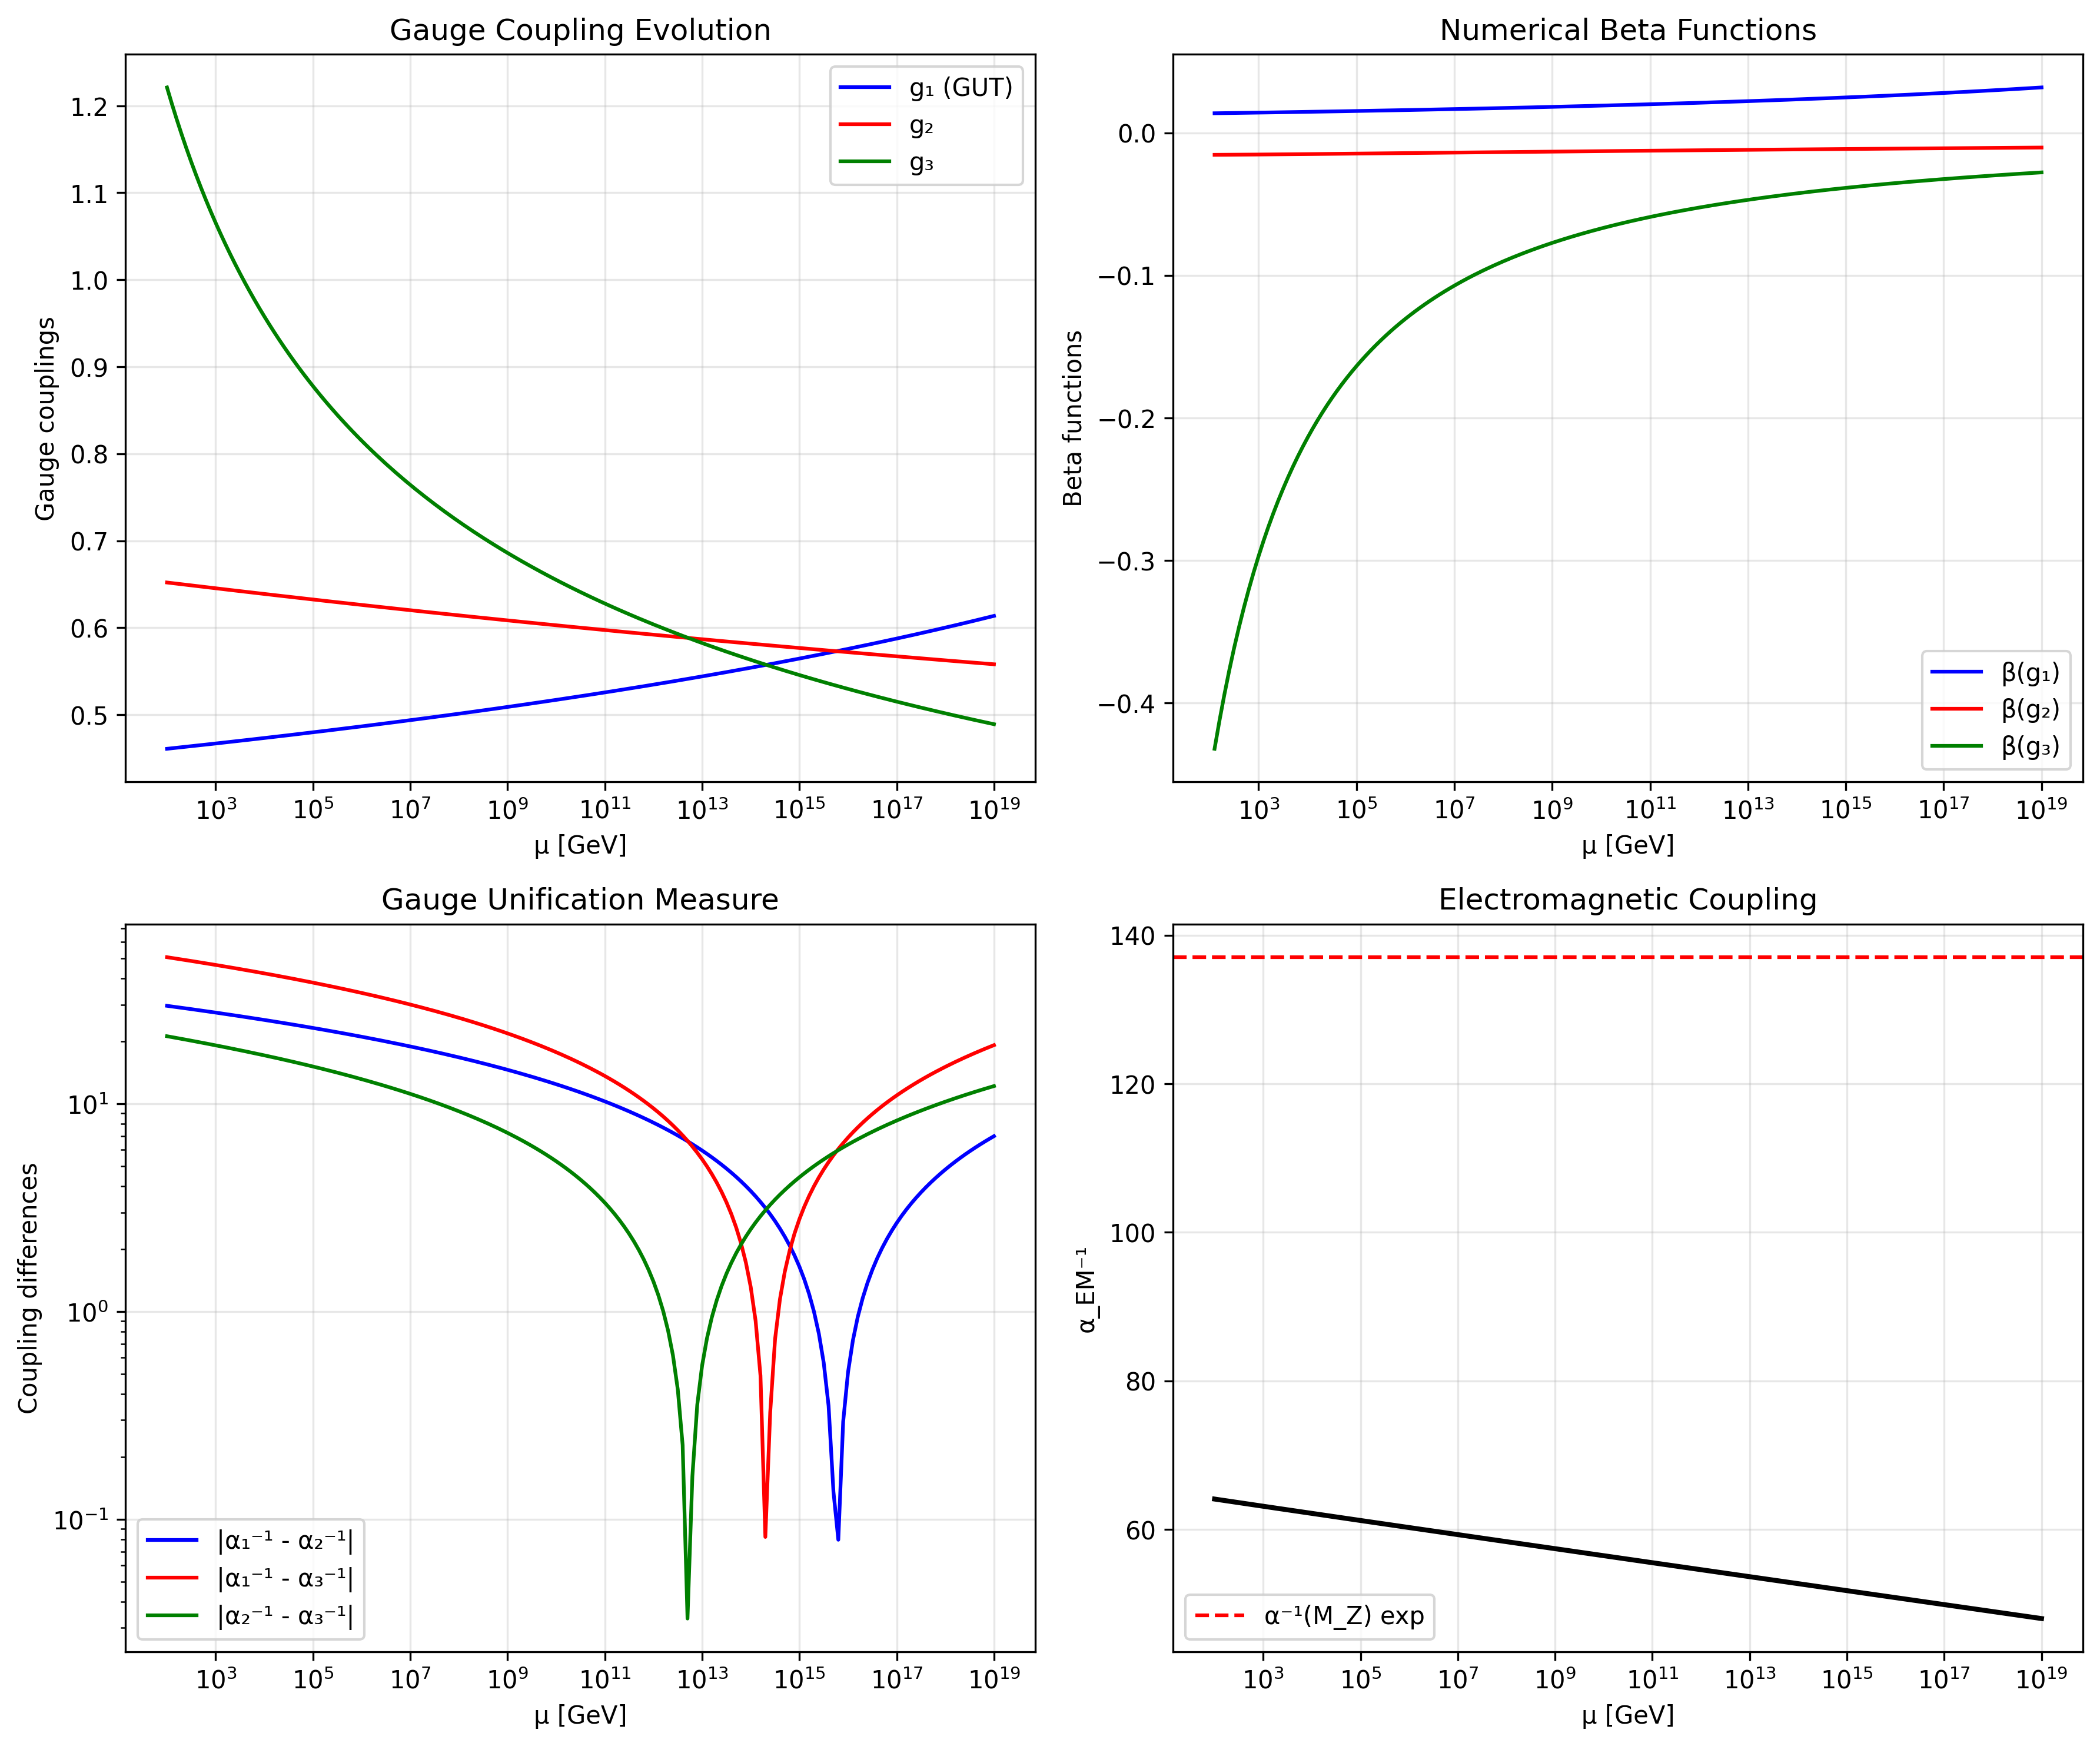 Gauge Coupling Evolution
Gauge couplings
1.2
1.1
1.0
0.9
0.8
0.7
0.6
0.5
g₁ (GUT)
g₂
g₃
10³ 10⁵ 10⁷ 10⁹ 10¹¹ 10¹³ 10¹⁵ 10¹⁷ 10¹⁹
μ [GeV]
Numerical Beta Functions
Beta functions
0.0
−0.1
−0.2
−0.3
−0.4
β(g₁)
β(g₂)
β(g₃)
10³ 10⁵ 10⁷ 10⁹ 10¹¹ 10¹³ 10¹⁵ 10¹⁷ 10¹⁹
μ [GeV]
Gauge Unification Measure
Coupling differences
10¹
10⁰
10⁻¹
|α₁⁻¹ - α₂⁻¹|
|α₁⁻¹ - α₃⁻¹|
|α₂⁻¹ - α₃⁻¹|
10³ 10⁵ 10⁷ 10⁹ 10¹¹ 10¹³ 10¹⁵ 10¹⁷ 10¹⁹
μ [GeV]
Electromagnetic Coupling
α_EM⁻¹
140
120
100
80
60
α⁻¹(M_Z) exp
10³ 10⁵ 10⁷ 10⁹ 10¹¹ 10¹³ 10¹⁵ 10¹⁷ 10¹⁹
μ [GeV]